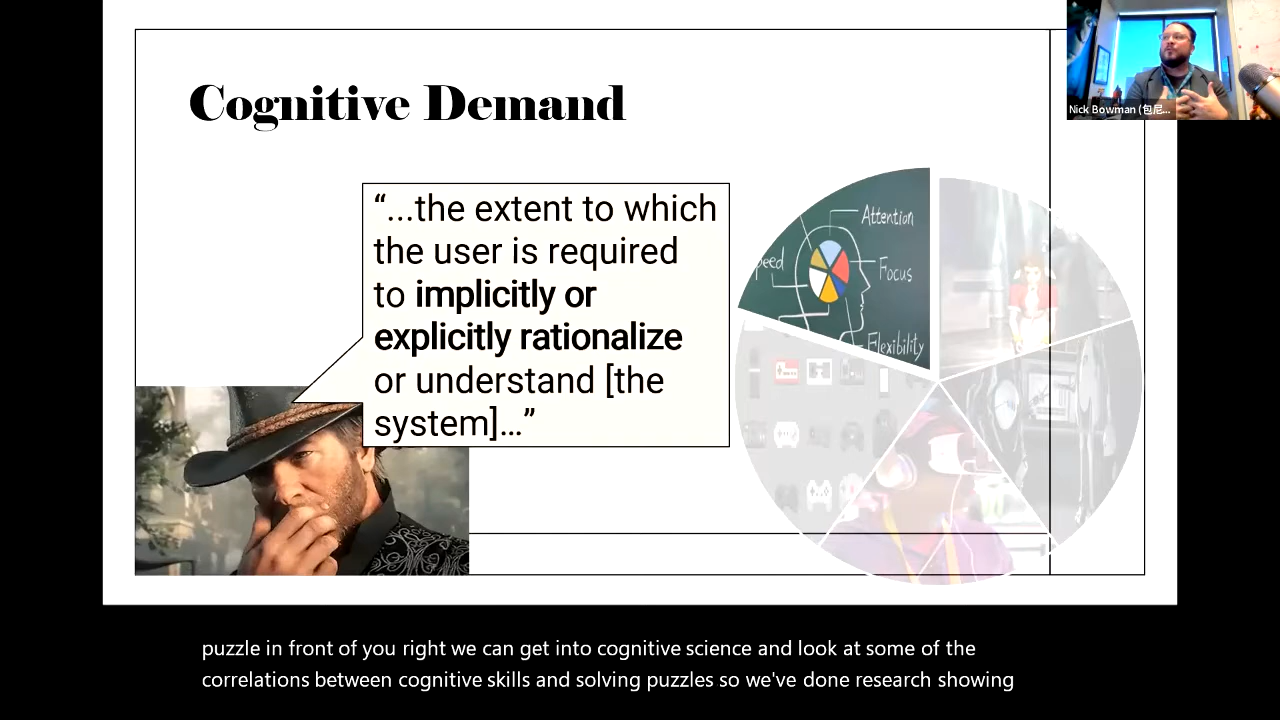 Cognitive Demand
Nick Bowman (包尼...
“...the extent to which
the user is required
to implicitly or
explicitly rationalize
or understand [the
system]...”
Attention
Focus
Flexibility
puzzle in front of you right we can get into cognitive science and look at some of the
correlations between cognitive skills and solving puzzles so we've done research showing